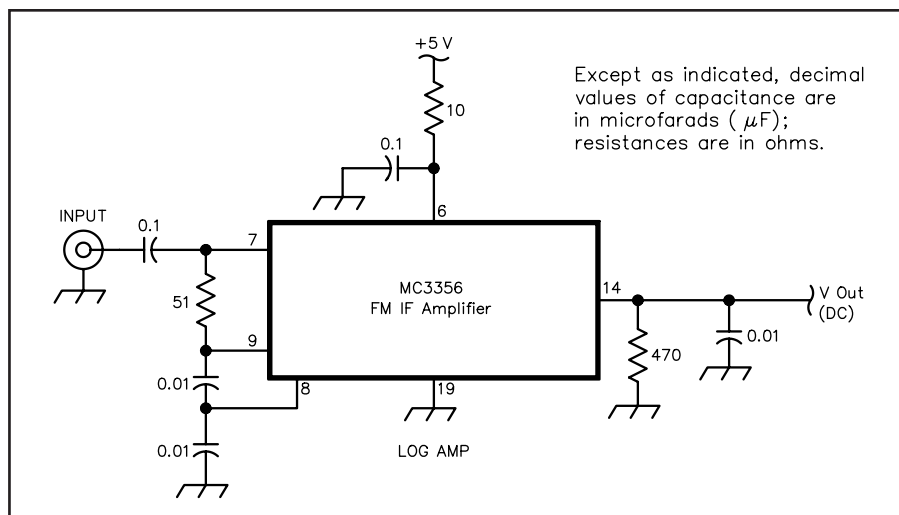 +5 V
10
Except as indicated, decimal
values of capacitance are
in microfarads ( μF);
resistances are in ohms.
0.1
6
INPUT
0.1
7
MC3356
FM IF Amplifier
14
V Out
(DC)
51
9
470
0.01
0.01
8
19
0.01
LOG AMP